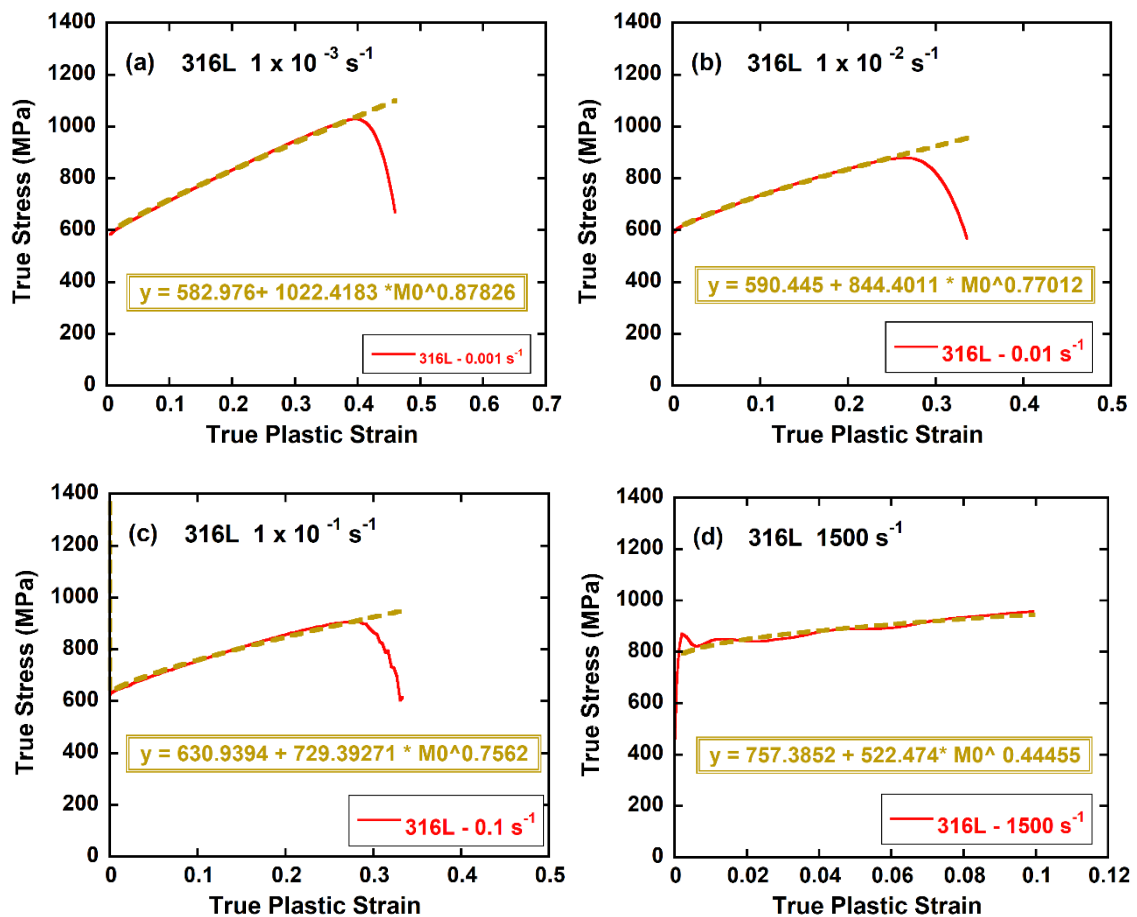 (a) 316L 1 x 10 -3 s-1
True Stress (MPa)
1400
1200
1000
800
600
400
200
0
y = 582.976+ 1022.4183 *M0^0.87826
316L - 0.001 s-1
0 0.1 0.2 0.3 0.4 0.5 0.6 0.7
True Plastic Strain
(b) 316L 1 x 10 -2 s-1
True Stress (MPa)
1400
1200
1000
800
600
400
200
0
y = 590.445 + 844.4011 * M0^0.77012
316L - 0.01 s-1
0 0.1 0.2 0.3 0.4 0.5
True Plastic Strain
(c) 316L 1 x 10 -1 s-1
True Stress (MPa)
1400
1200
1000
800
600
400
200
0
y = 630.9394 + 729.39271 * M0^0.7562
316L - 0.1 s-1
0 0.1 0.2 0.3 0.4 0.5
True Plastic Strain
(d) 316L 1500 s-1
True Stress (MPa)
1400
1200
1000
800
600
400
200
0
y = 757.3852 + 522.474* M0^ 0.44455
316L - 1500 s-1
0 0.02 0.04 0.06 0.08 0.1 0.12
True Plastic Strain